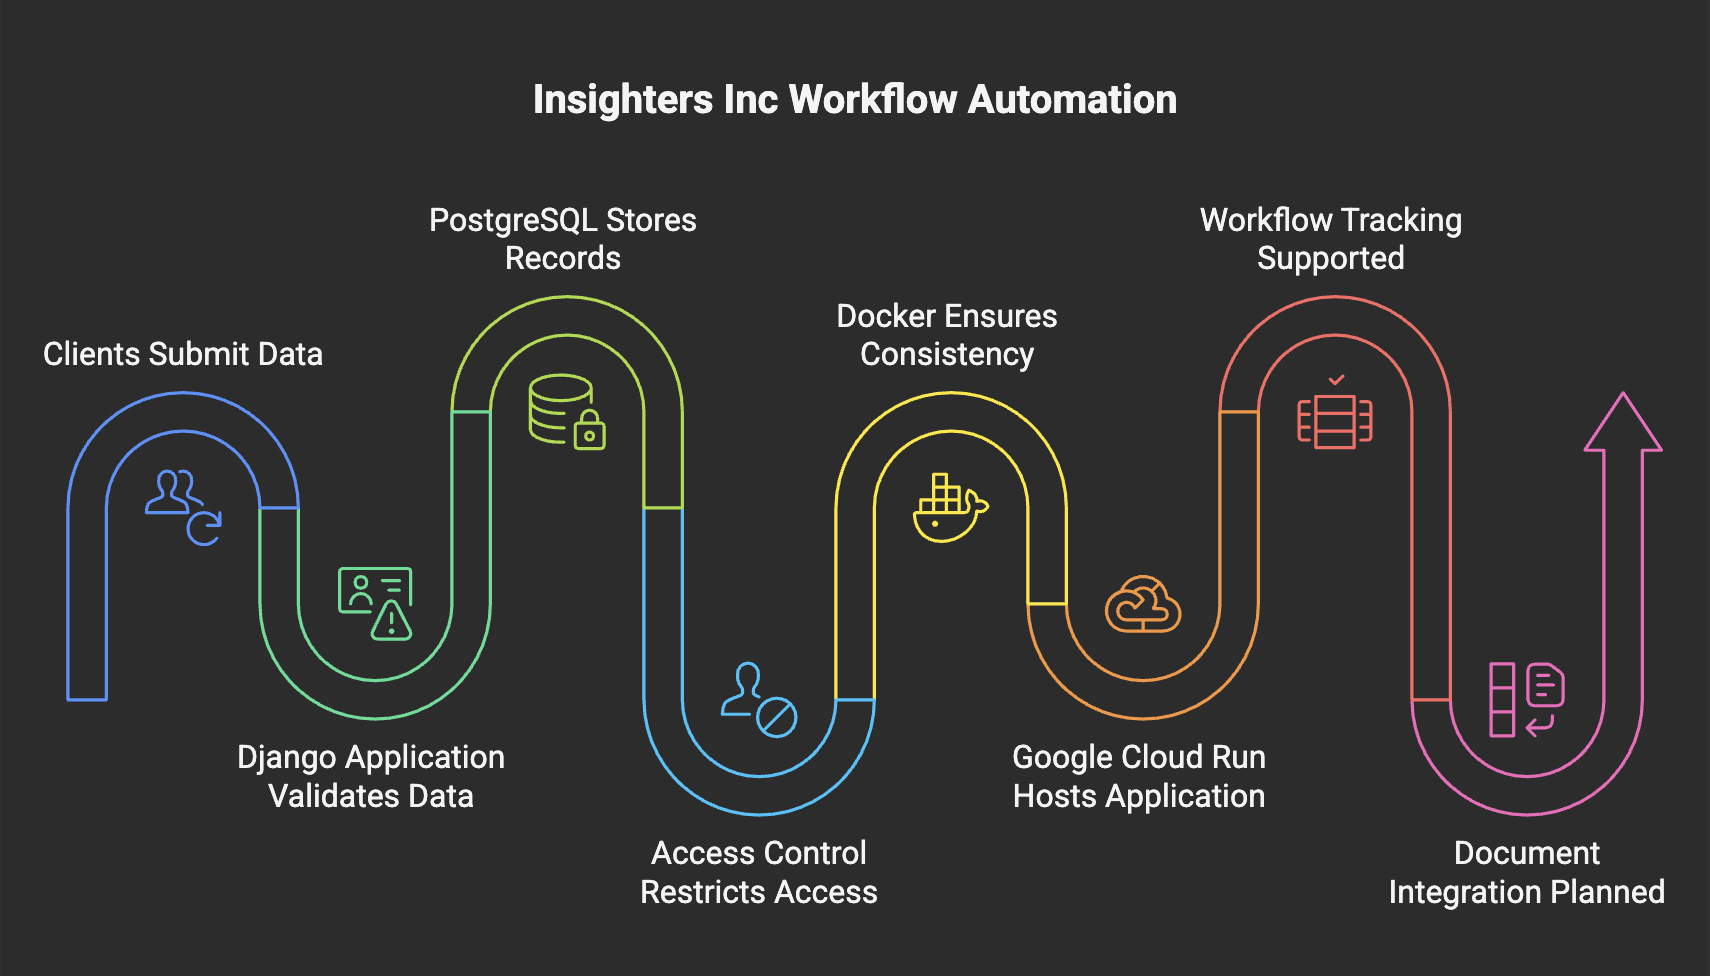 Insighters Inc Workflow Automation
Clients Submit Data
Django Application
Validates Data
PostgreSQL Stores
Records
Access Control
Restricts Access
Docker Ensures
Consistency
Google Cloud Run
Hosts Application
Workflow Tracking
Supported
Document
Integration Planned